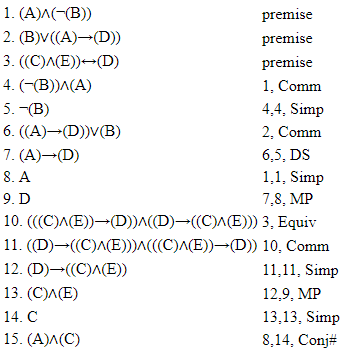 1. (A)∧(¬(B)) premise
2. (B)∨((A)→(D)) premise
3. ((C)∧(E))↔(D) premise
4. (¬(B))∧(A) 1, Comm
5. ¬(B) 4,4, Simp
6. ((A)→(D))∨(B) 2, Comm
7. (A)→(D) 6,5, DS
8. A 1,1, Simp
9. D 7,8, MP
10. (((C)∧(E))→(D))∧((D)→((C)∧(E))) 3, Equiv
11. ((D)→((C)∧(E)))∧(((C)∧(E))→(D)) 10, Comm
12. (D)→((C)∧(E)) 11,11, Simp
13. (C)∧(E) 12,9, MP
14. C 13,13, Simp
15. (A)∧(C) 8,14, Conj#